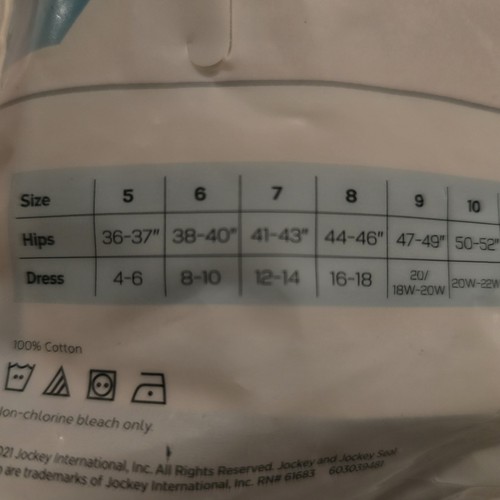 Size 5 6 7 8 9 10
Hips 36-37" 38-40" 41-43" 44-46" 47-49" 50-52"
Dress 4-6 8-10 12-14 16-18 20/ 18W-20W 20W-22W
100% Cotton
Non-chlorine bleach only.
021 Jockey International, Inc. All Rights Reserved. Jockey and Jockey Seal
are trademarks of Jockey International, Inc. RN# 61683 603039461